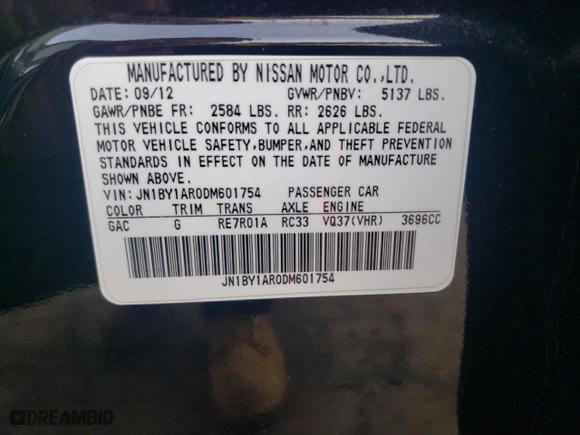 MANUFACTURED BY NISSAN MOTOR CO.,LTD.
DATE: 09/12 GVWR/PNBV: 5137 LBS.
GAWR/PNBE FR: 2584 LBS. RR: 2626 LBS.
THIS VEHICLE CONFORMS TO ALL APPLICABLE FEDERAL
MOTOR VEHICLE SAFETY,BUMPER,AND THEFT PREVENTION
STANDARDS IN EFFECT ON THE DATE OF MANUFACTURE
SHOWN ABOVE.
VIN: JN1BY1AR0DM601754 PASSENGER CAR
COLOR TRIM TRANS AXLE ENGINE
GAC G RE7R01A RC33 VQ37(VHR) 3696CC
JN1BY1AR0DM601754
DREAMBID